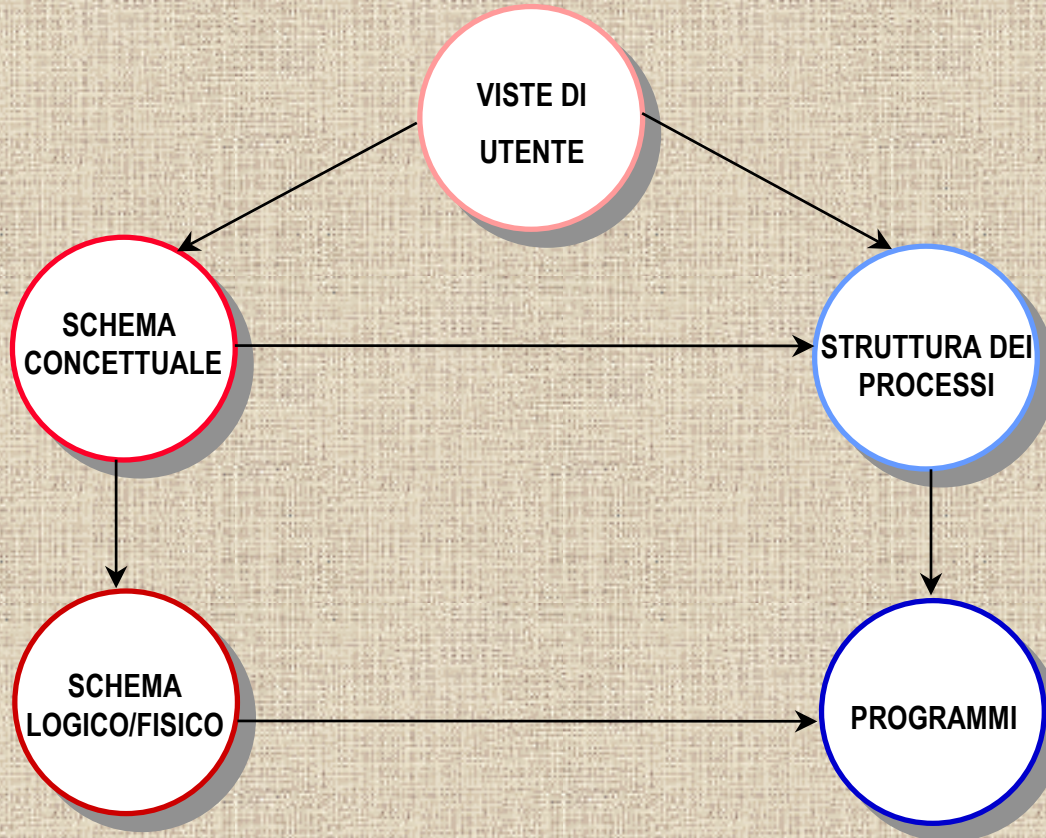 VISTE DI
UTENTE
SCHEMA
CONCETTUALE
STRUTTURA DEI
PROCESSI
SCHEMA
LOGICO/FISICO
PROGRAMMI